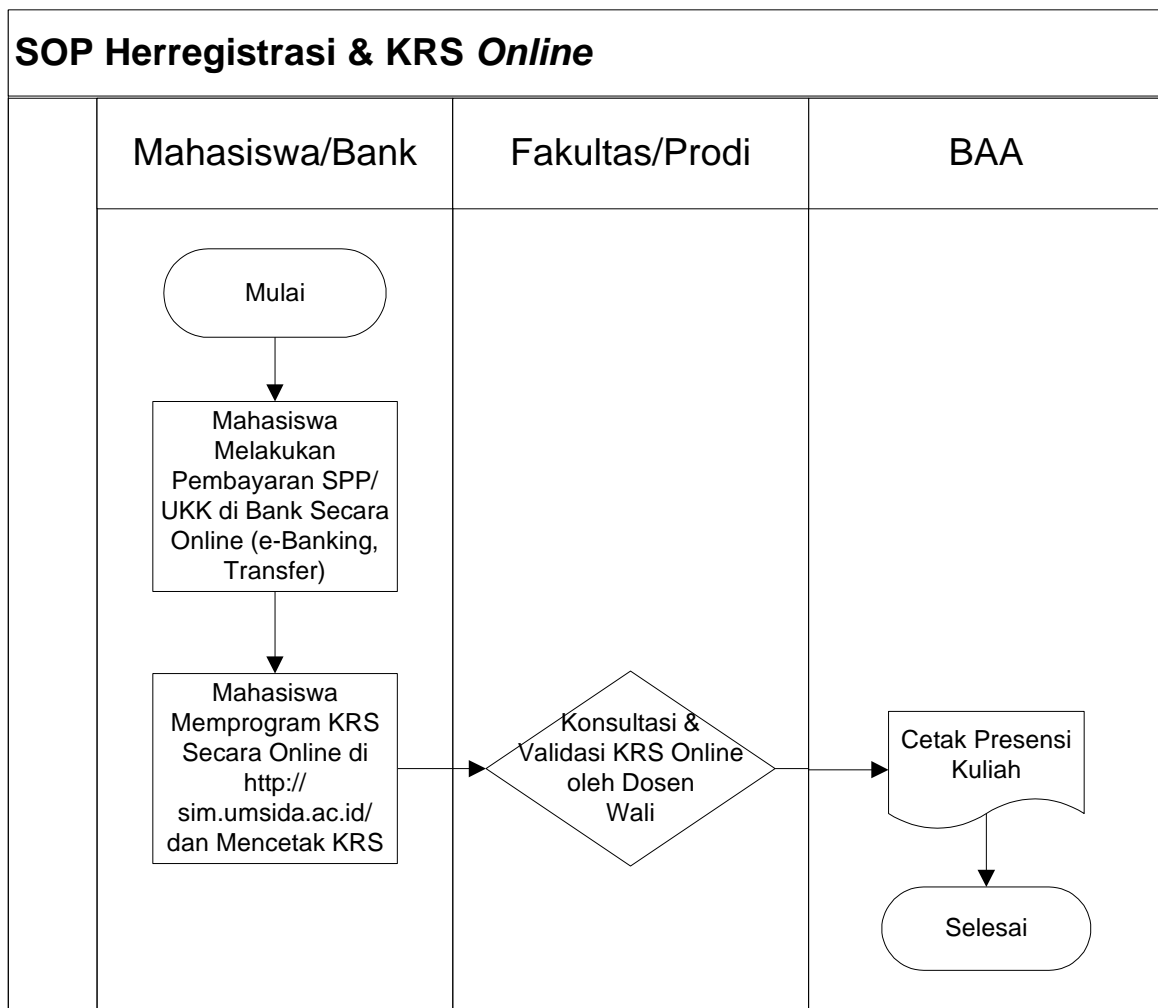 SOP Herregistrasi & KRS Online
Mahasiswa/Bank
Fakultas/Prodi
BAA
Mulai
Mahasiswa
Melakukan
Pembayaran SPP/
UKK di Bank Secara
Online (e-Banking,
Transfer)
Mahasiswa
Memprogram KRS
Secara Online di
http://
sim.umsida.ac.id/
dan Mencetak KRS
Konsultasi &
Validasi KRS Online
oleh Dosen
Wali
Cetak Presensi
Kuliah
Selesai